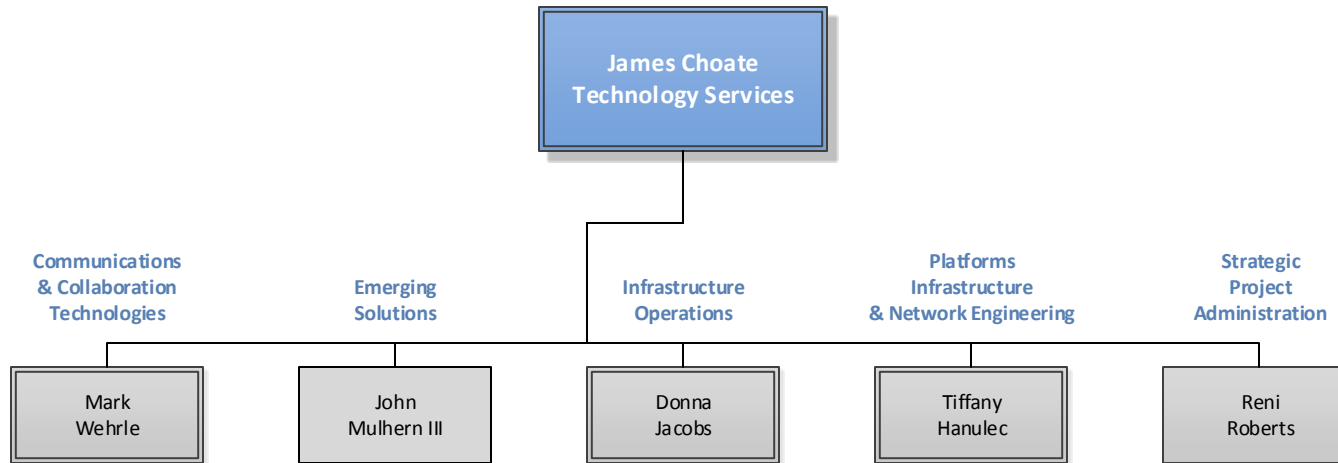 James Choate
Technology Services
Communications
& Collaboration
Technologies
Emerging
Solutions
Infrastructure
Operations
Platforms
Infrastructure
& Network Engineering
Strategic
Project
Administration
Mark
Wehrle
John
Mulhern III
Donna
Jacobs
Tiffany
Hanulec
Reni
Roberts